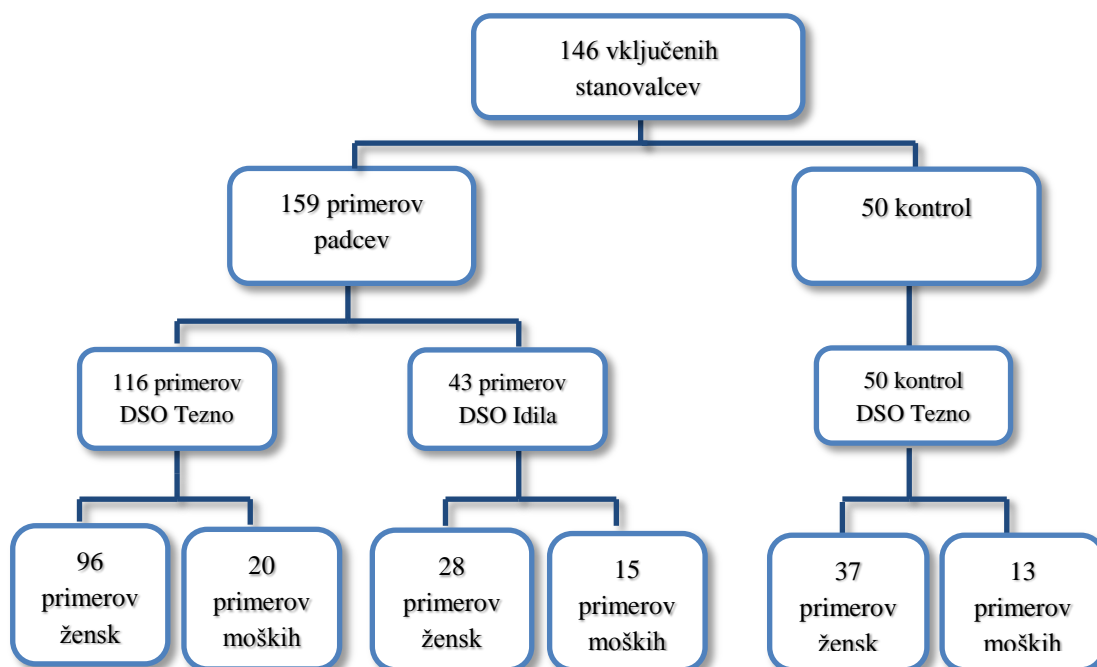 146 vključenih
stanovalcev
159 primerov
padcev
50 kontrol
116 primerov
DSO Tezno
43 primerov
DSO Idila
50 kontrol
DSO Tezno
96
primerov
žensk
20
primerov
moških
28
primerov
žensk
15
primerov
moških
37
primerov
žensk
13
primerov
moških